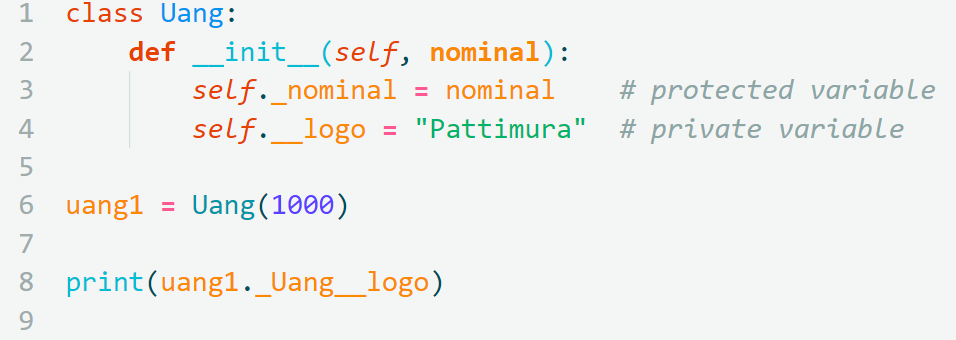 1 class Uang:
2     def __init__(self, nominal):
3         self._nominal = nominal    # protected variable
4         self.__logo = "Pattimura"  # private variable
5
6 uang1 = Uang(1000)
7
8 print(uang1._Uang__logo)
9